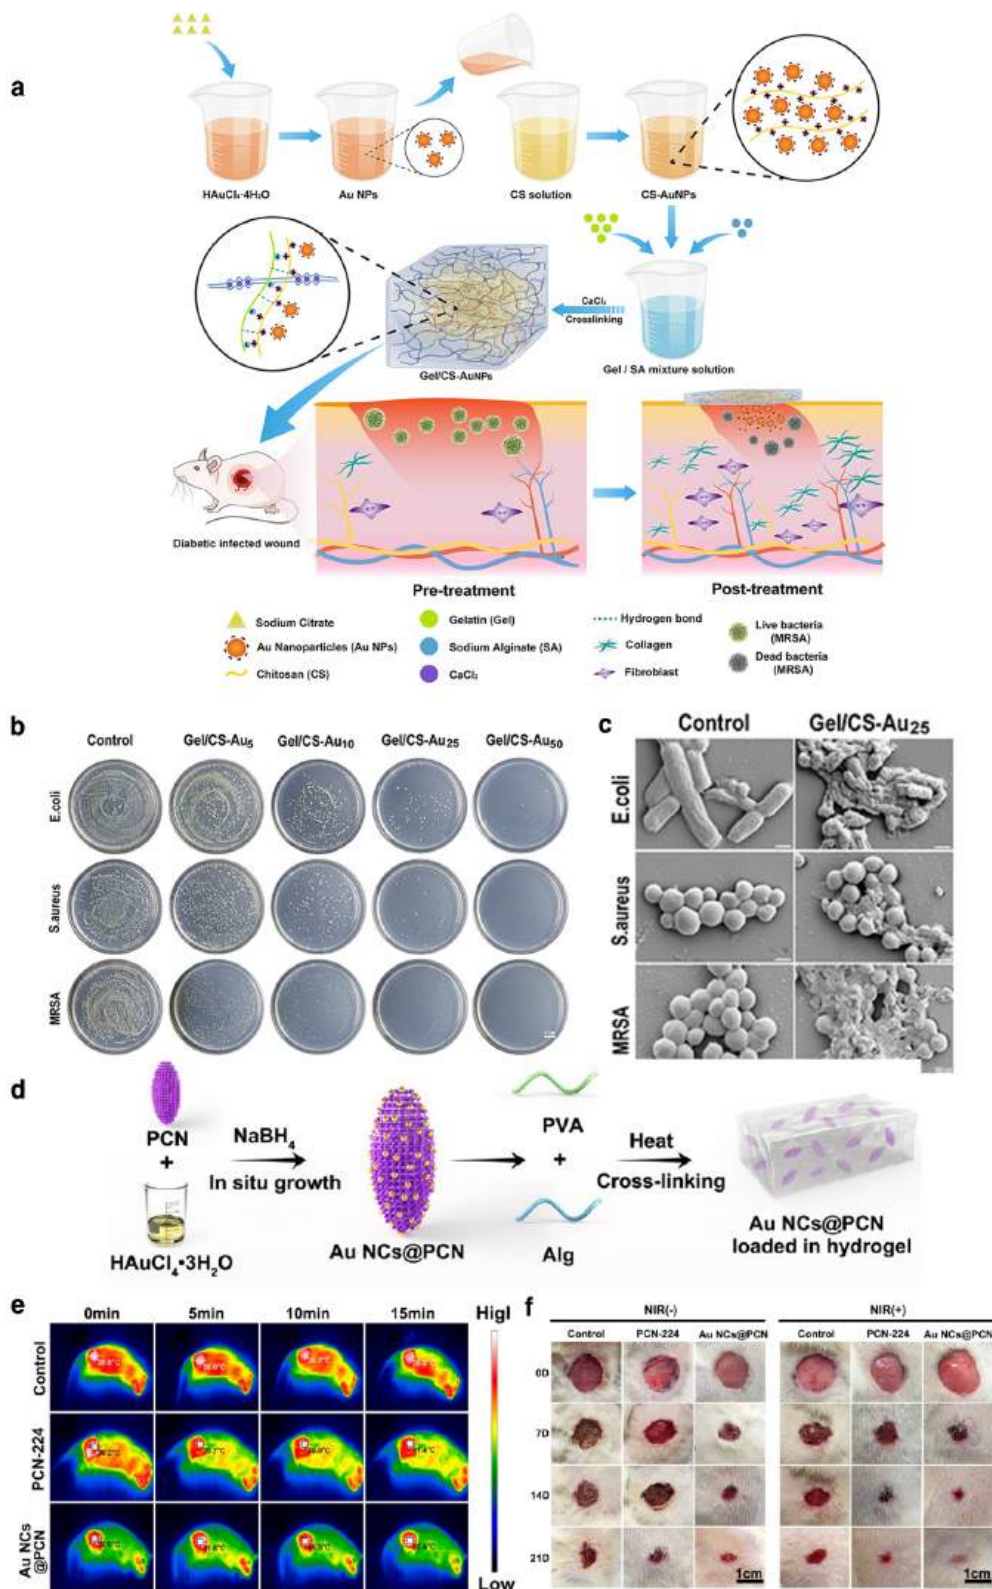 a
HAuCl₄·4H₂O
Au NPs
CS solution
CS-AuNPs
CaCl₂
Crosslinking
Gel/CS-AuNPs
Gel / SA mixture solution
Diabetic infected wound
Pre-treatment
Post-treatment
Sodium Citrate
Au Nanoparticles (Au NPs)
Chitosan (CS)
Gelatin (Gel)
Sodium Alginate (SA)
CaCl₂
Hydrogen bond
Collagen
Fibroblast
Live bacteria
(MRSA)
Dead bacteria
(MRSA)
b
Control
Gel/CS-Au₅
Gel/CS-Au₁₀
Gel/CS-Au₂₅
Gel/CS-Au₅₀
E.coli
S.aureus
MRSA
c
Control
Gel/CS-Au₂₅
E.coli
S.aureus
MRSA
d
PCN
+
HAuCl₄•3H₂O
NaBH₄
In situ growth
Au NCs@PCN
PVA
+
Alg
Heat
Cross-linking
Au NCs@PCN
loaded in hydrogel
e
0min
5min
10min
15min
Control
PCN-224
Au NCs
@PCN
Higl
Low
f
NIR(-)
NIR(+)
Control
PCN-224
Au NCs@PCN
Control
PCN-224
Au NCs@PCN
0D
7D
14D
21D
1cm
1cm